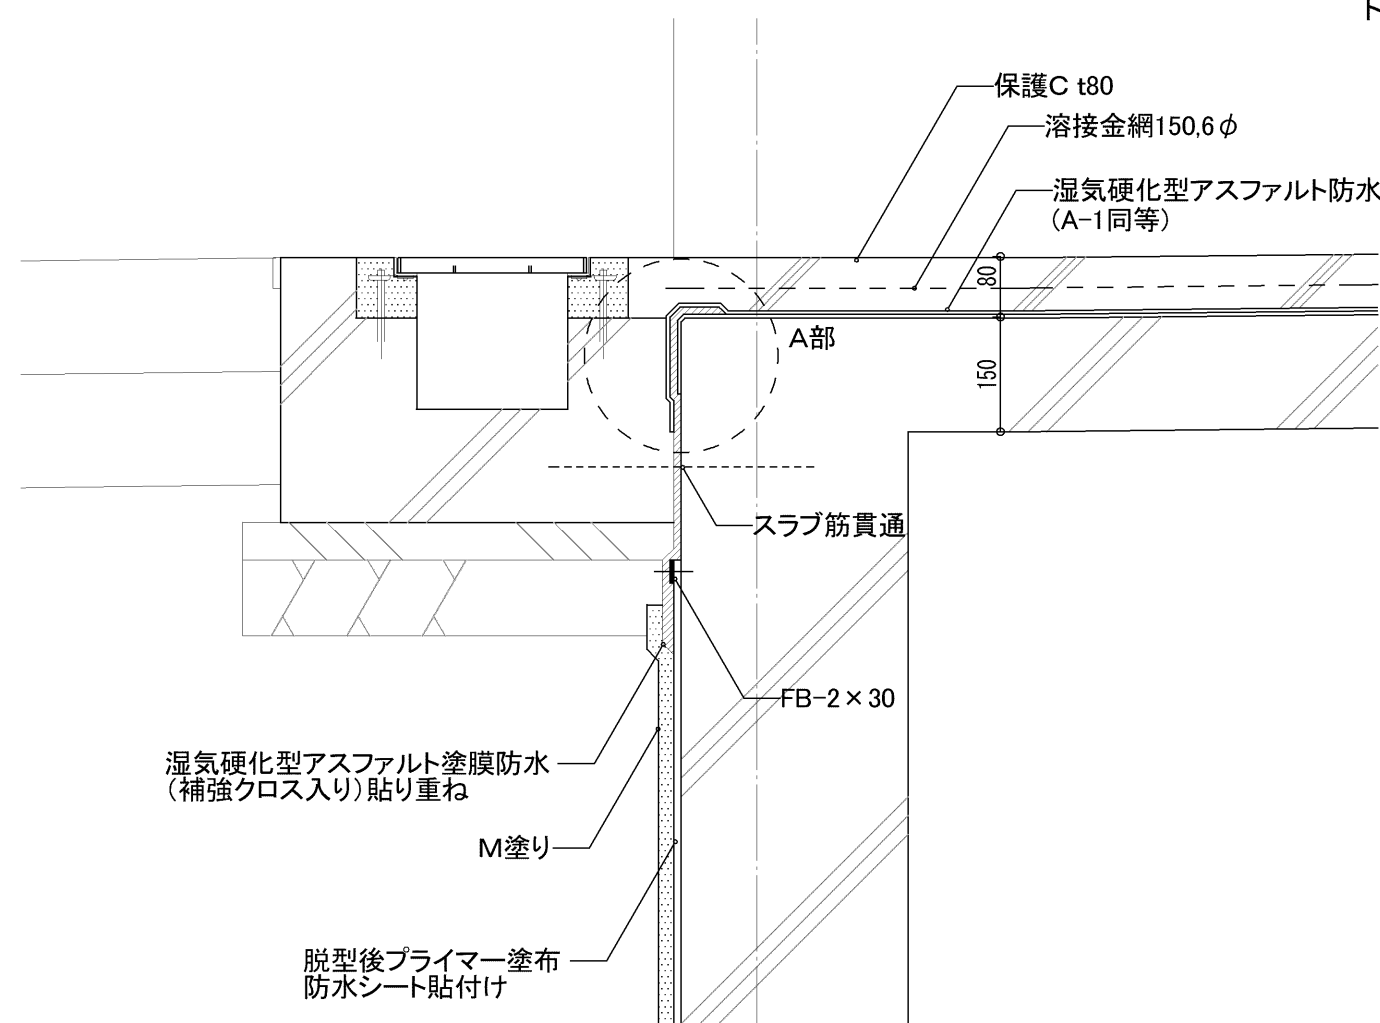 保護C t80
溶接金網150,6φ
湿気硬化型アスファルト防水
(A-1同等)
80
A部
150
スラブ筋貫通
FB-2×30
湿気硬化型アスファルト塗膜防水
(補強クロス入り)貼り重ね
M塗り
脱型後プライマー塗布
防水シート貼付け